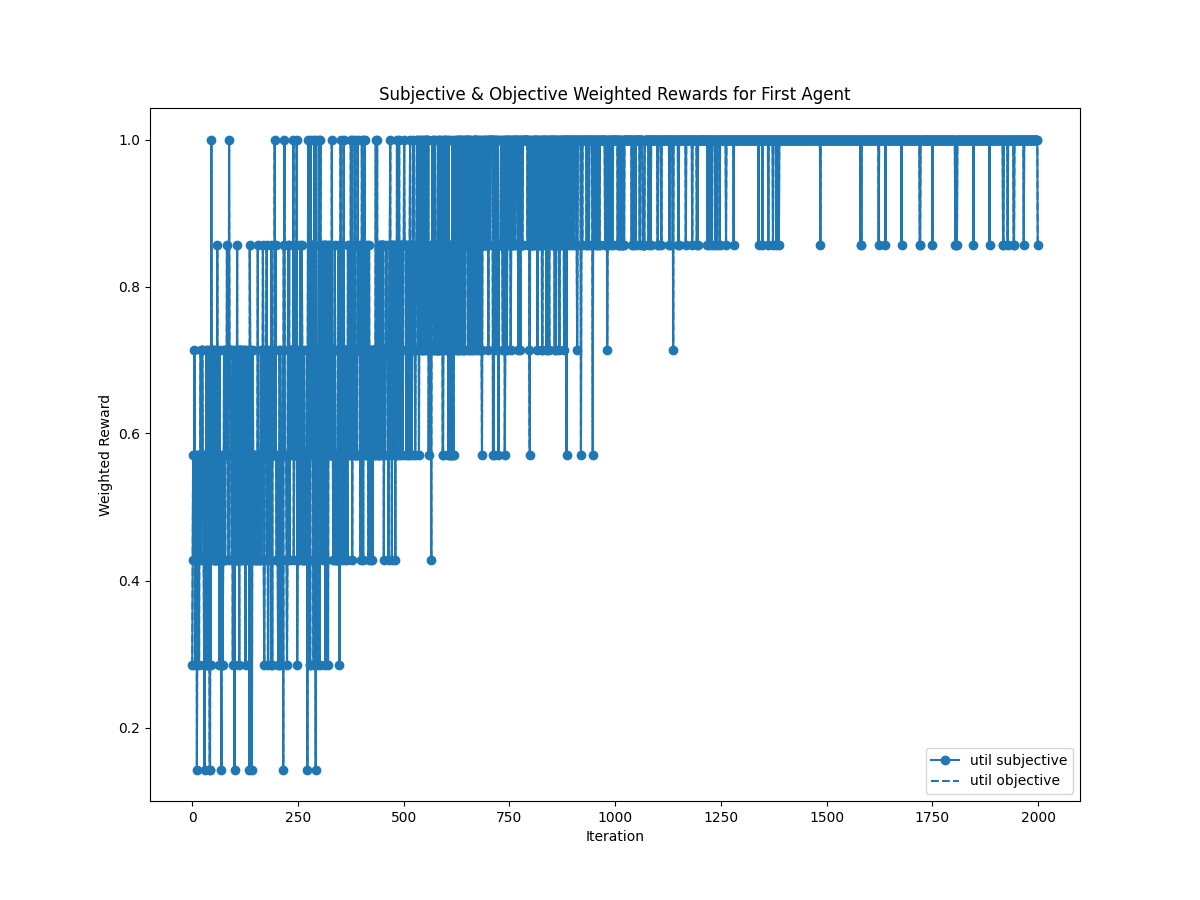 Subjective & Objective Weighted Rewards for First Agent
1.0
0.8
0.6
0.4
0.2
Weighted Reward
0 250 500 750 1000 1250 1500 1750 2000
Iteration
util subjective
util objective